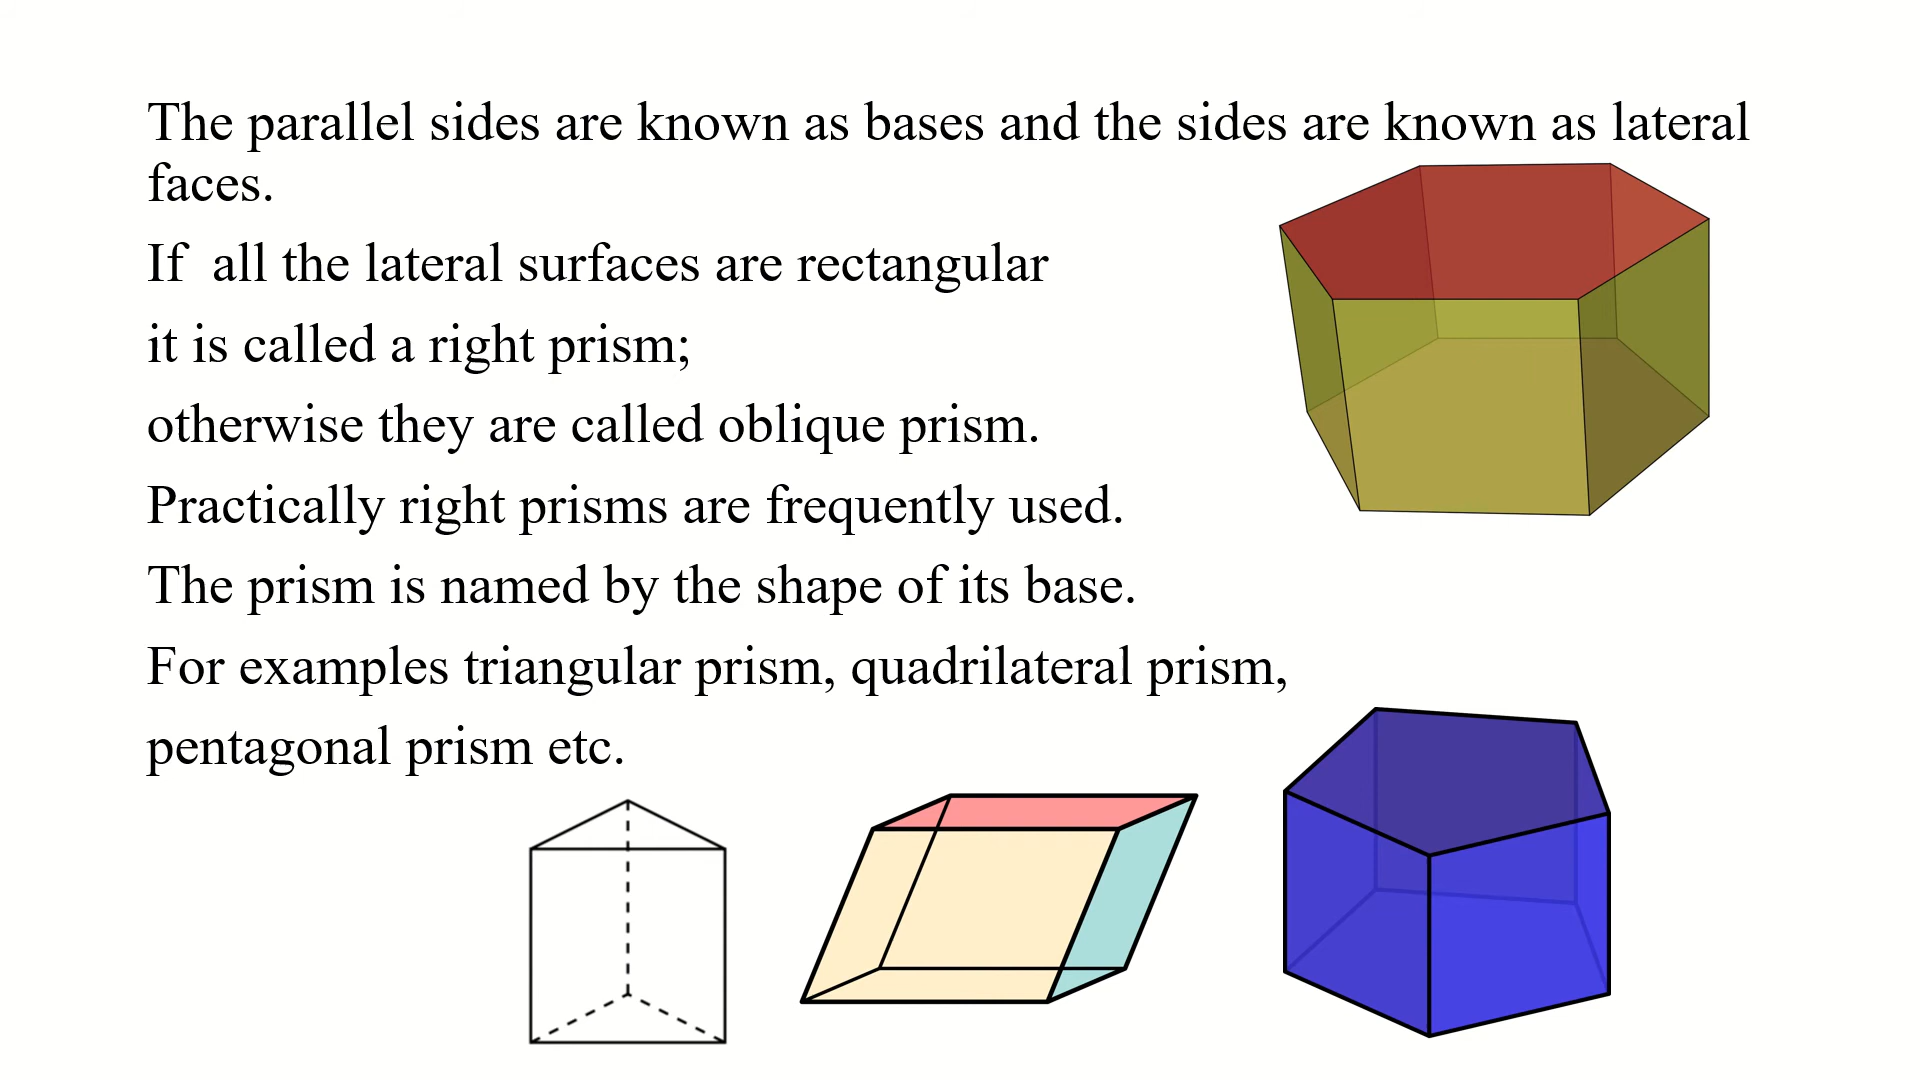 The parallel sides are known as bases and the sides are known as lateral
faces.
If  all the lateral surfaces are rectangular
it is called a right prism;
otherwise they are called oblique prism.
Practically right prisms are frequently used.
The prism is named by the shape of its base.
For examples triangular prism, quadrilateral prism,
pentagonal prism etc.